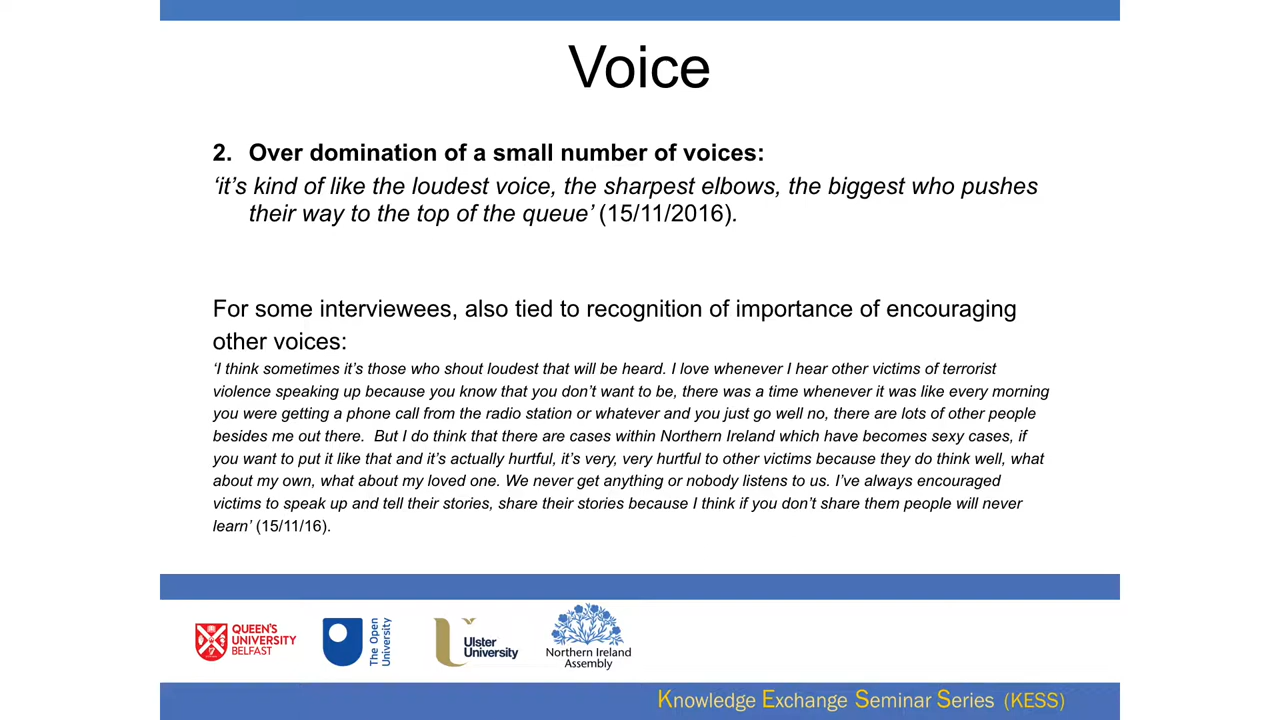 Voice
2. Over domination of a small number of voices:
‘it’s kind of like the loudest voice, the sharpest elbows, the biggest who pushes
their way to the top of the queue’ (15/11/2016).
For some interviewees, also tied to recognition of importance of encouraging
other voices:
‘I think sometimes it’s those who shout loudest that will be heard. I love whenever I hear other victims of terrorist
violence speaking up because you know that you don’t want to be, there was a time whenever it was like every morning
you were getting a phone call from the radio station or whatever and you just go well no, there are lots of other people
besides me out there.  But I do think that there are cases within Northern Ireland which have becomes sexy cases, if
you want to put it like that and it’s actually hurtful, it’s very, very hurtful to other victims because they do think well, what
about my own, what about my loved one. We never get anything or nobody listens to us. I’ve always encouraged
victims to speak up and tell their stories, share their stories because I think if you don’t share them people will never
learn’ (15/11/16).
QUEEN'S
UNIVERSITY
BELFAST
The Open
University
Ulster
University
Northern Ireland
Assembly
Knowledge Exchange Seminar Series (KESS)